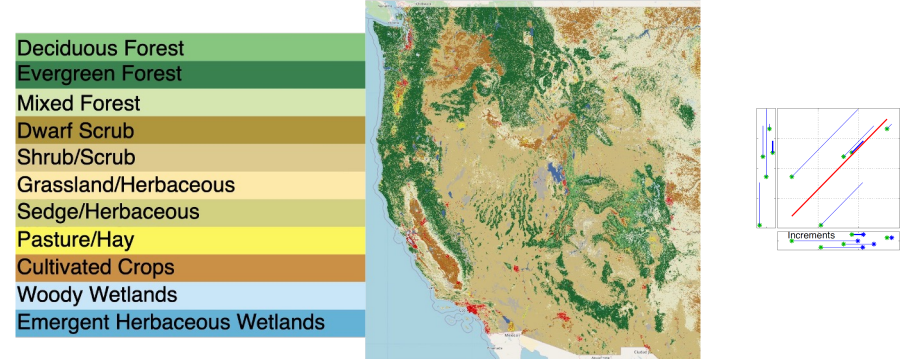 Deciduous Forest
Evergreen Forest
Mixed Forest
Dwarf Scrub
Shrub/Scrub
Grassland/Herbaceous
Sedge/Herbaceous
Pasture/Hay
Cultivated Crops
Woody Wetlands
Emergent Herbaceous Wetlands
Increments